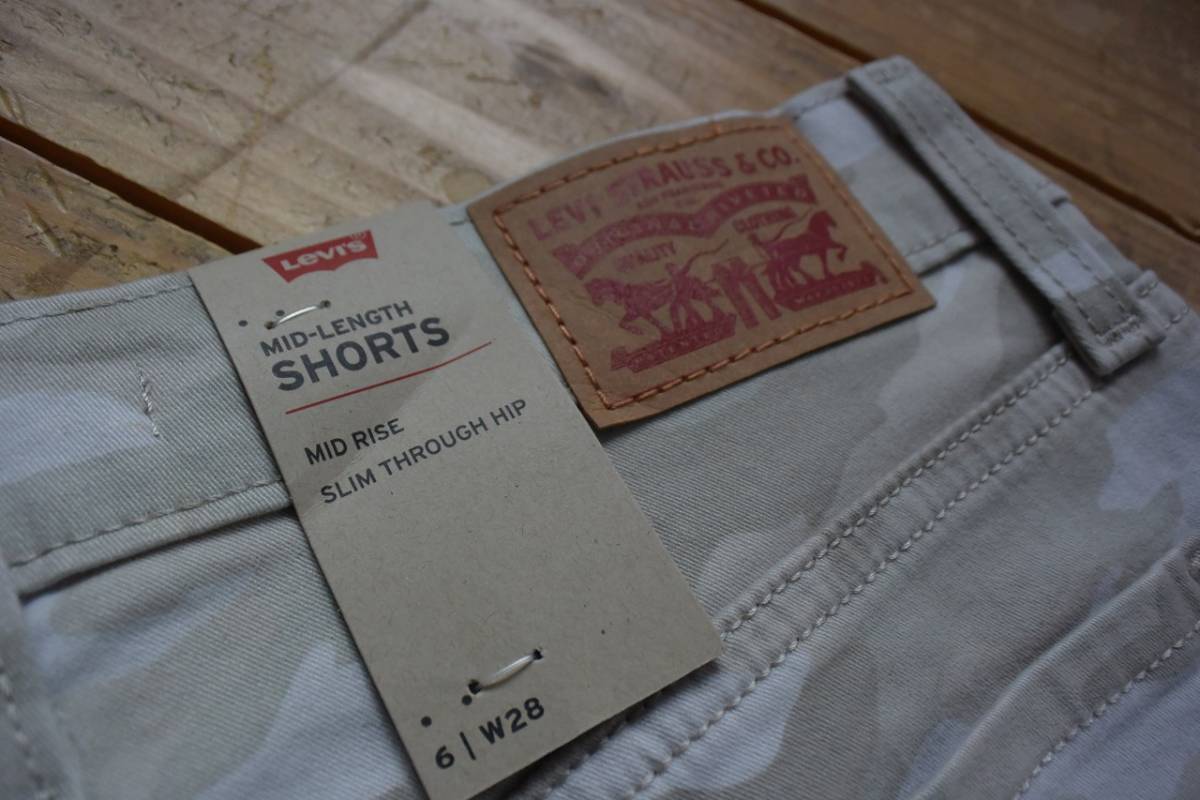 Levi's®
MID-LENGTH
SHORTS
MID RISE
SLIM THROUGH HIP
6 | W28
LEVI STRAUSS & CO.
QUALITY CLOTHING